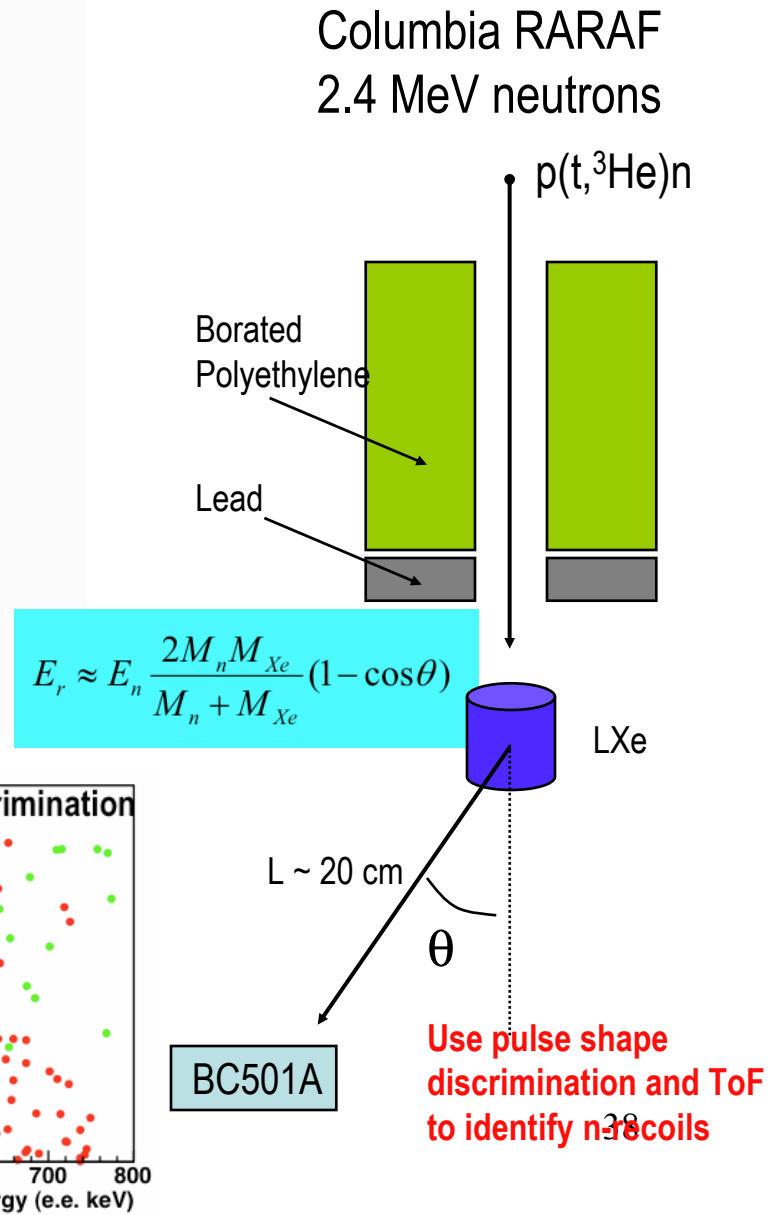 Columbia RARAF
2.4 MeV neutrons
p(t,³He)n
Borated
Polyethylene
Lead
E_r ≈ E_n 2M_n M_Xe / M_n + M_Xe (1 − cosθ)
LXe
rimination
L ~ 20 cm
θ
BC501A
Use pulse shape
discrimination and ToF
to identify n-recoils
38
700 800
gy (e.e. keV)